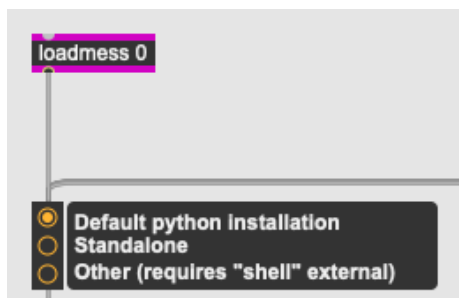 loadmess 0
Default python installation
Standalone
Other (requires "shell" external)